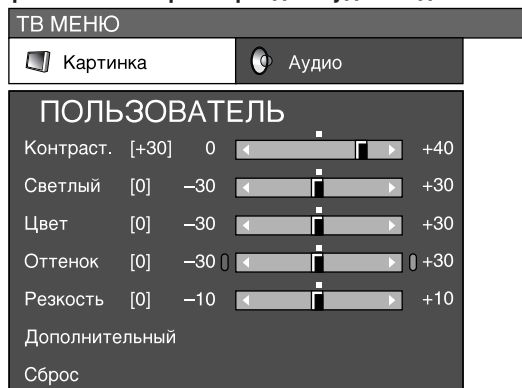 ТВ МЕНЮ
Картинка Аудио
ПОЛЬЗОВАТЕЛЬ
Контраст. [+30] 0 +40
Светлый [0] –30 +30
Цвет [0] –30 +30
Оттенок [0] –30 +30
Резкость [0] –10 +10
Дополнительный
Сброс